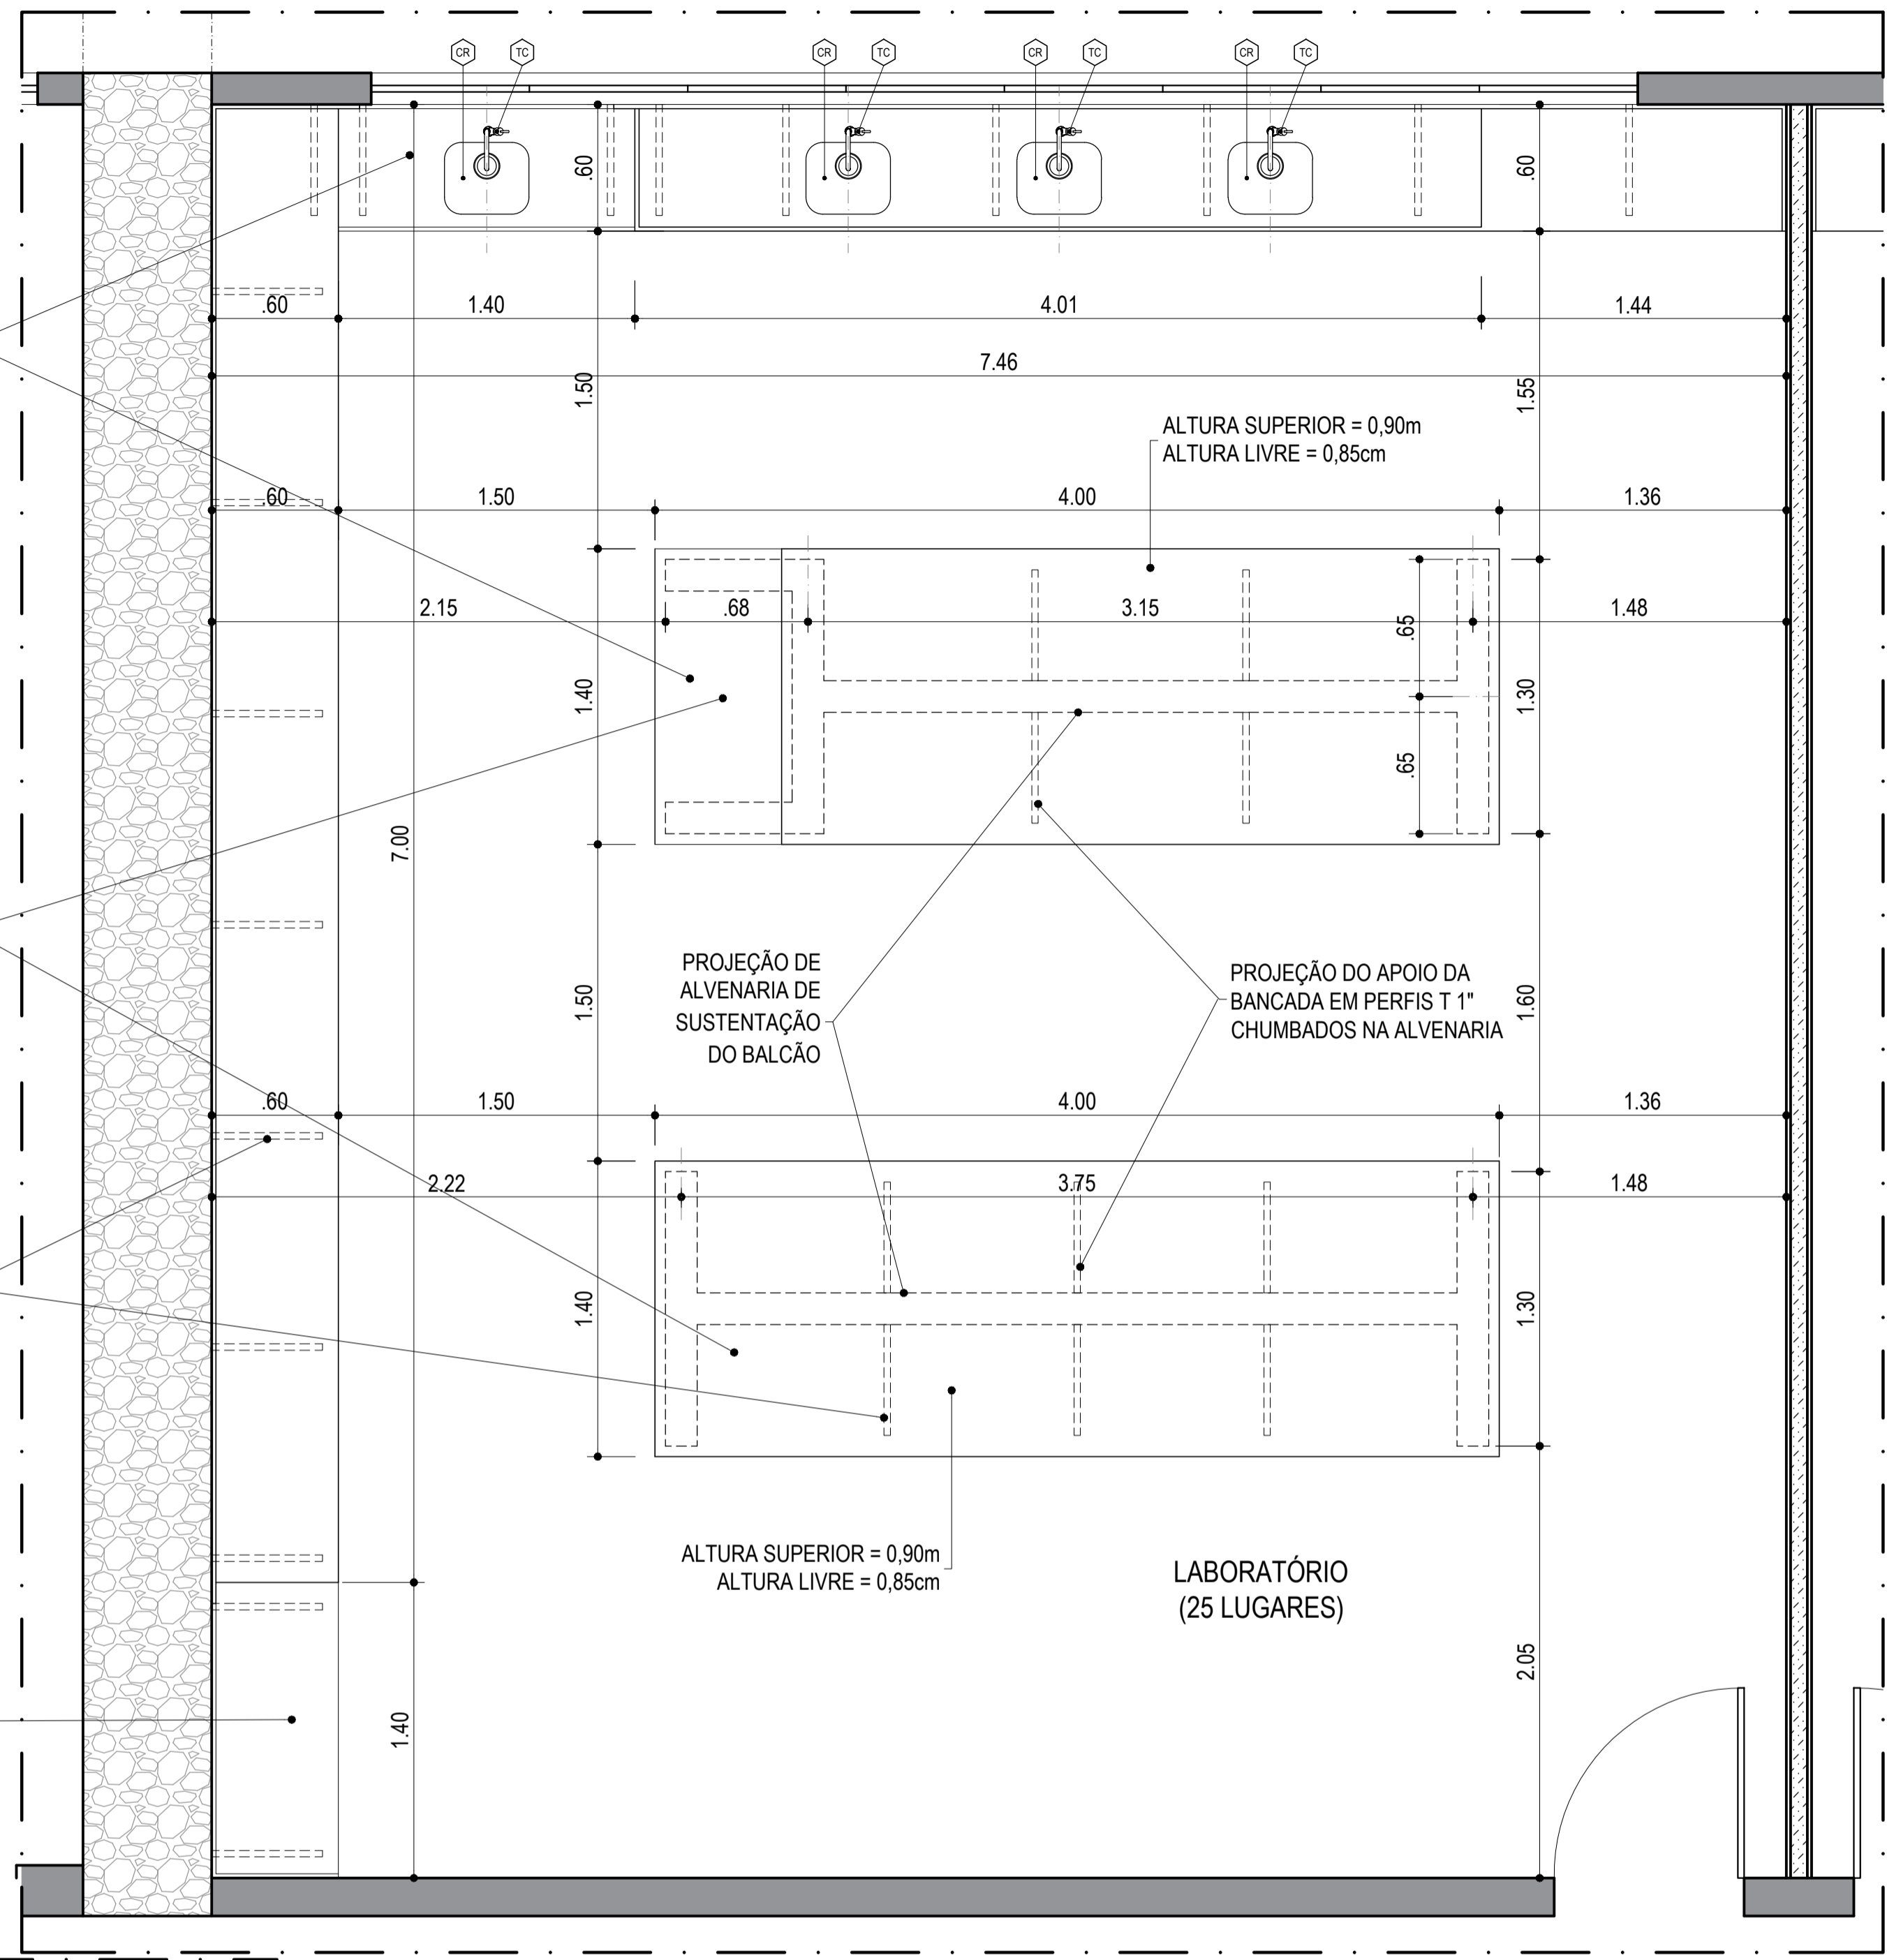 CR
TC
CR
TC
CR
TC
CR
TC
.60
.60
.60
1.40
4.01
1.44
7.46
1.50
1.55
ALTURA SUPERIOR = 0,90m
ALTURA LIVRE = 0,85cm
.60
1.50
4.00
1.36
2.15
.68
3.15
.65
1.48
1.40
1.30
.65
7.00
PROJEÇÃO DE
ALVENARIA DE
SUSTENTAÇÃO
DO BALCÃO
PROJEÇÃO DO APOIO DA
BANCADA EM PERFIS T 1"
CHUMBADOS NA ALVENARIA
1.50
1.60
.60
1.50
4.00
1.36
2.22
3.75
1.48
1.40
1.30
ALTURA SUPERIOR = 0,90m
ALTURA LIVRE = 0,85cm
LABORATÓRIO
(25 LUGARES)
2.05
1.40